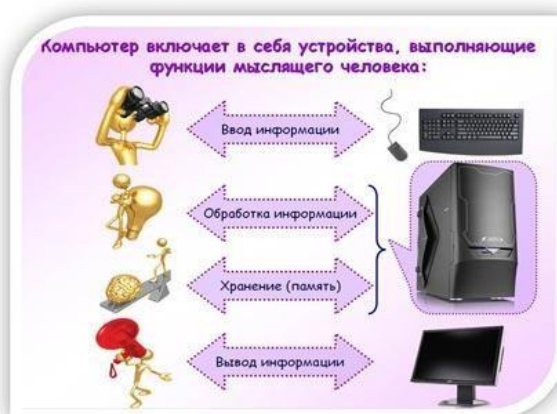 Компьютер включает в себя устройства, выполняющие
функции мыслящего человека:
Ввод информации
Обработка информации
Хранение (память)
Вывод информации